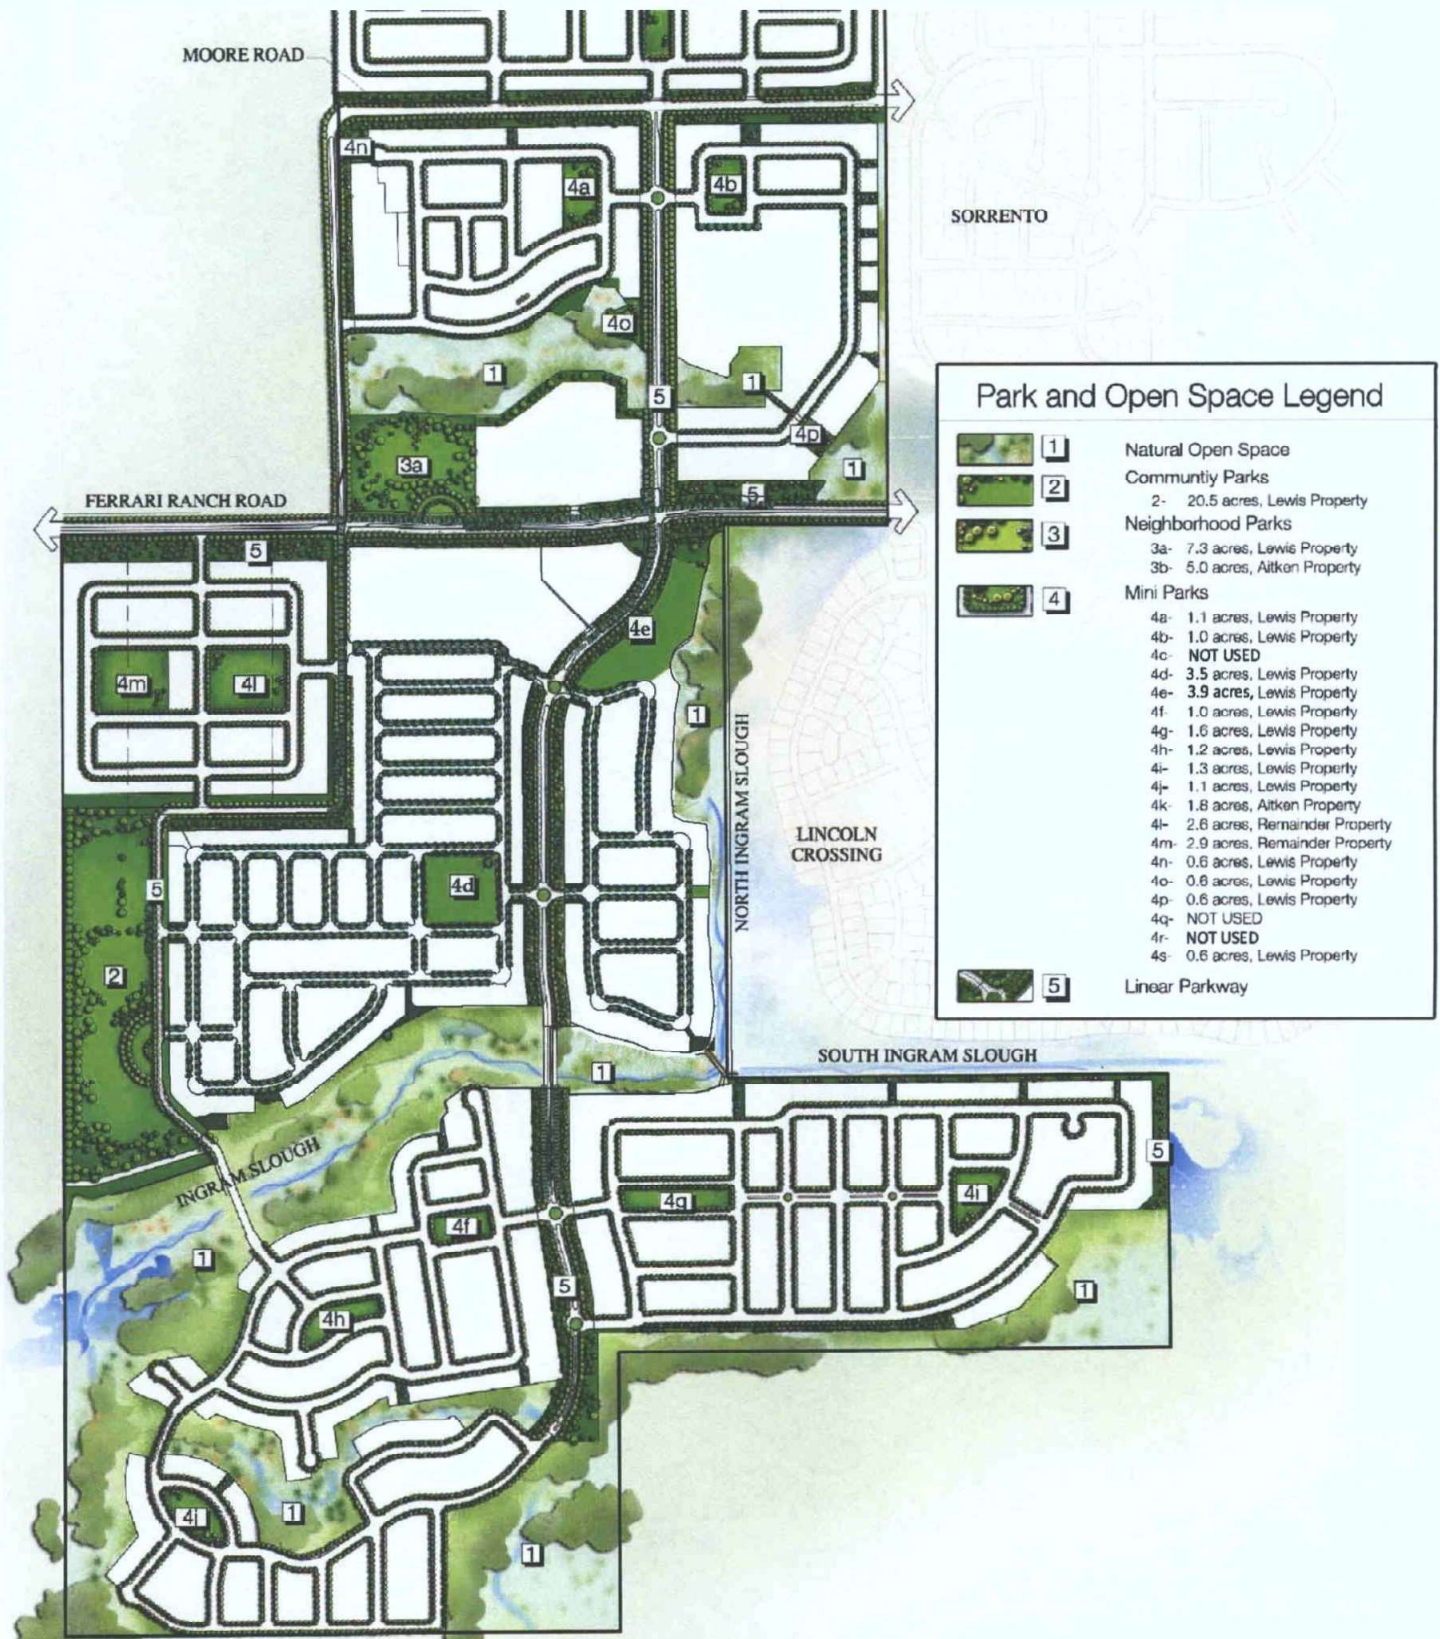 MOORE ROAD
4n
4a
4b
SORRENTO
4o
1
1
5
4p
3a
1
5
FERRARI RANCH ROAD
5
4e
4m
4l
1
NORTH INGRAM SLOUGH
LINCOLN
CROSSING
5
4d
2
SOUTH INGRAM SLOUGH
1
INGRAM SLOUGH
5
4g
4i
4f
1
5
1
4h
4j
1
1
Park and Open Space Legend
1 Natural Open Space
2 Communtiy Parks
2- 20.5 acres, Lewis Property
3 Neighborhood Parks
3a- 7.3 acres, Lewis Property
3b- 5.0 acres, Aitken Property
4 Mini Parks
4a- 1.1 acres, Lewis Property
4b- 1.0 acres, Lewis Property
4c- NOT USED
4d- 3.5 acres, Lewis Property
4e- 3.9 acres, Lewis Property
4f- 1.0 acres, Lewis Property
4g- 1.6 acres, Lewis Property
4h- 1.2 acres, Lewis Property
4i- 1.3 acres, Lewis Property
4j- 1.1 acres, Lewis Property
4k- 1.8 acres, Aitken Property
4l- 2.6 acres, Remainder Property
4m- 2.9 acres, Remainder Property
4n- 0.6 acres, Lewis Property
4o- 0.6 acres, Lewis Property
4p- 0.6 acres, Lewis Property
4q- NOT USED
4r- NOT USED
4s- 0.6 acres, Lewis Property
5 Linear Parkway